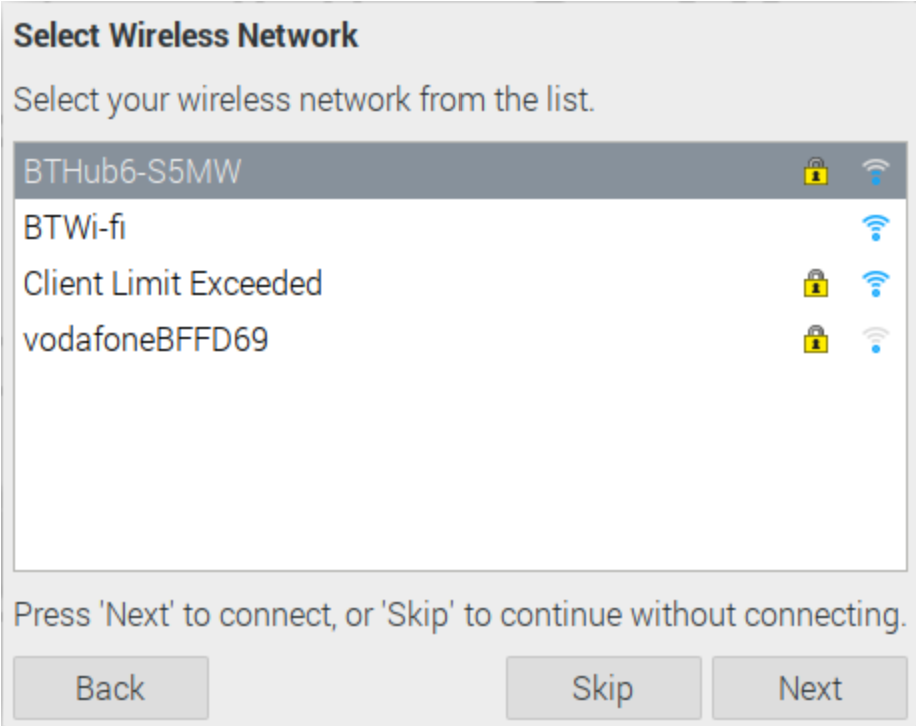 Select Wireless Network
Select your wireless network from the list.
BTHub6-S5MW
BTWi-fi
Client Limit Exceeded
vodafoneBFFD69
Press 'Next' to connect, or 'Skip' to continue without connecting.
Back Skip Next